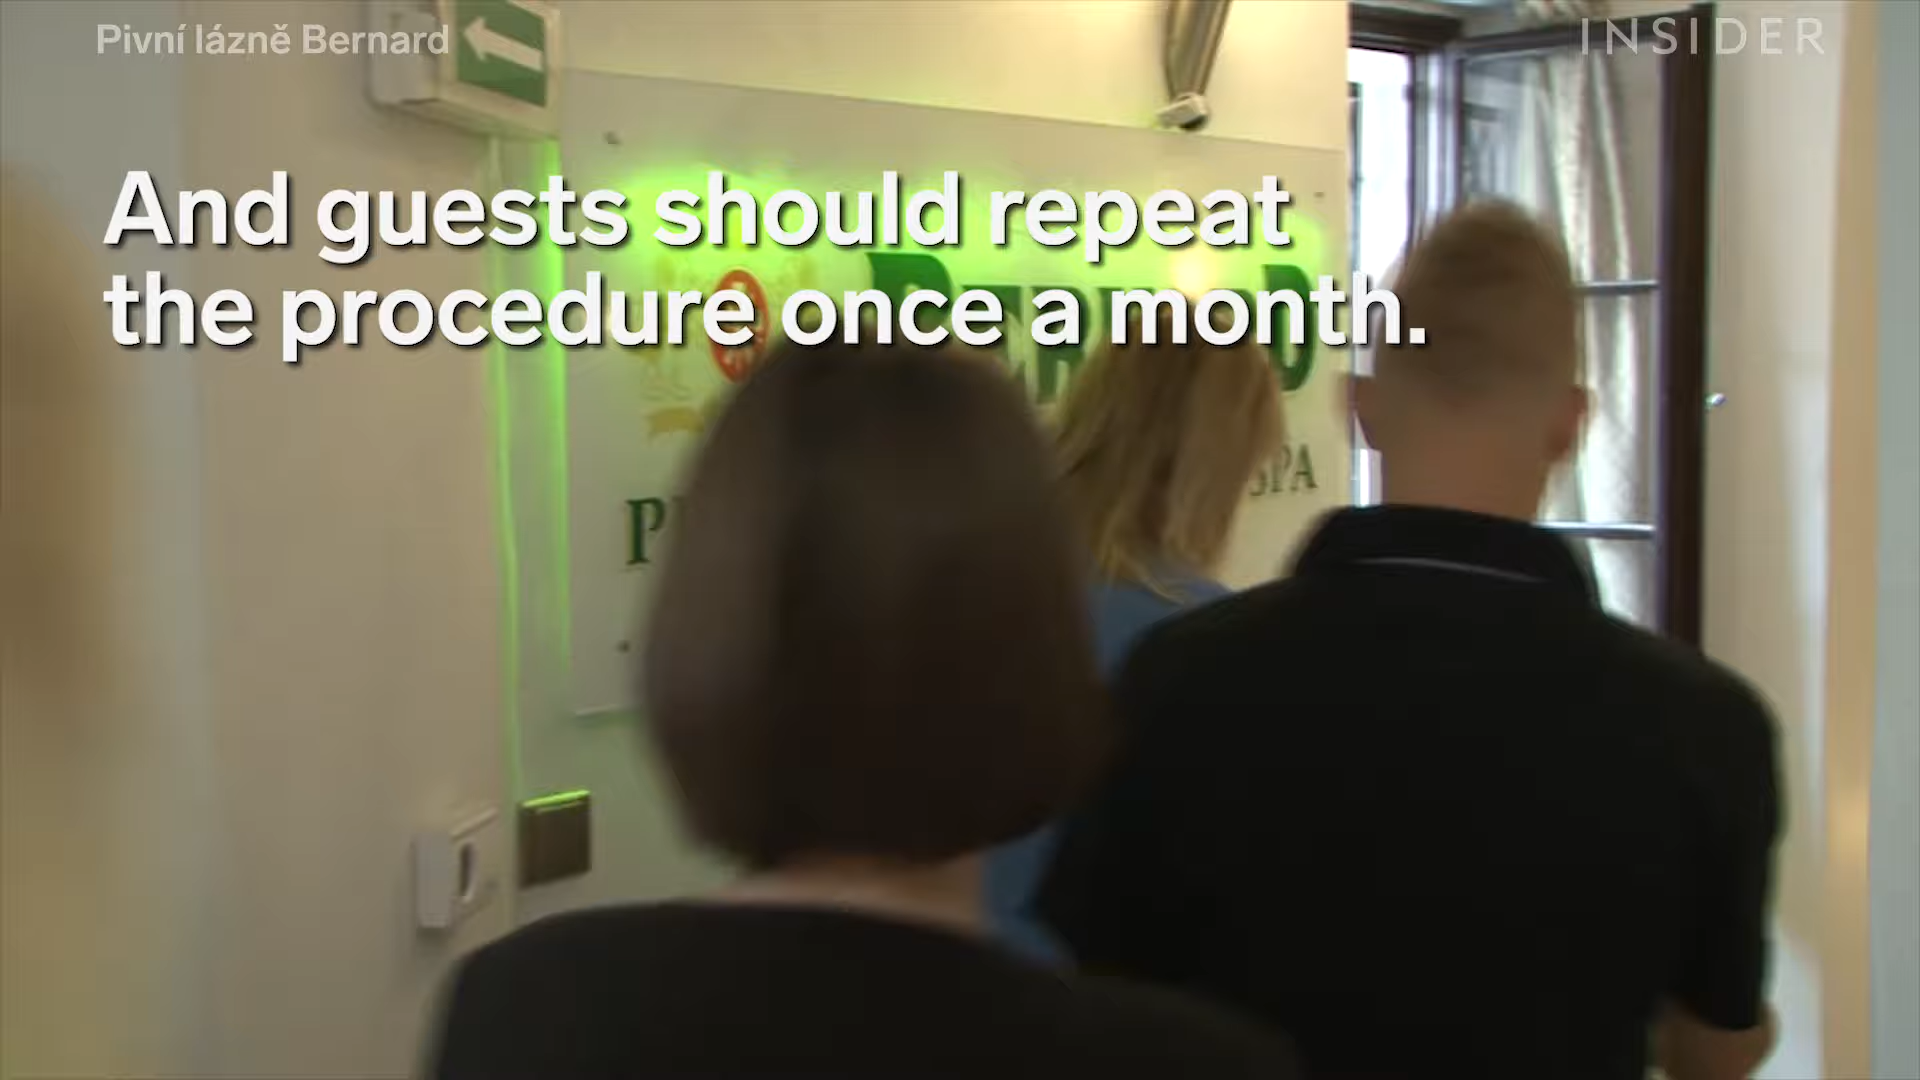 Pivní lázně Bernard
INSIDER
And guests should repeat
the procedure once a month.
SPA